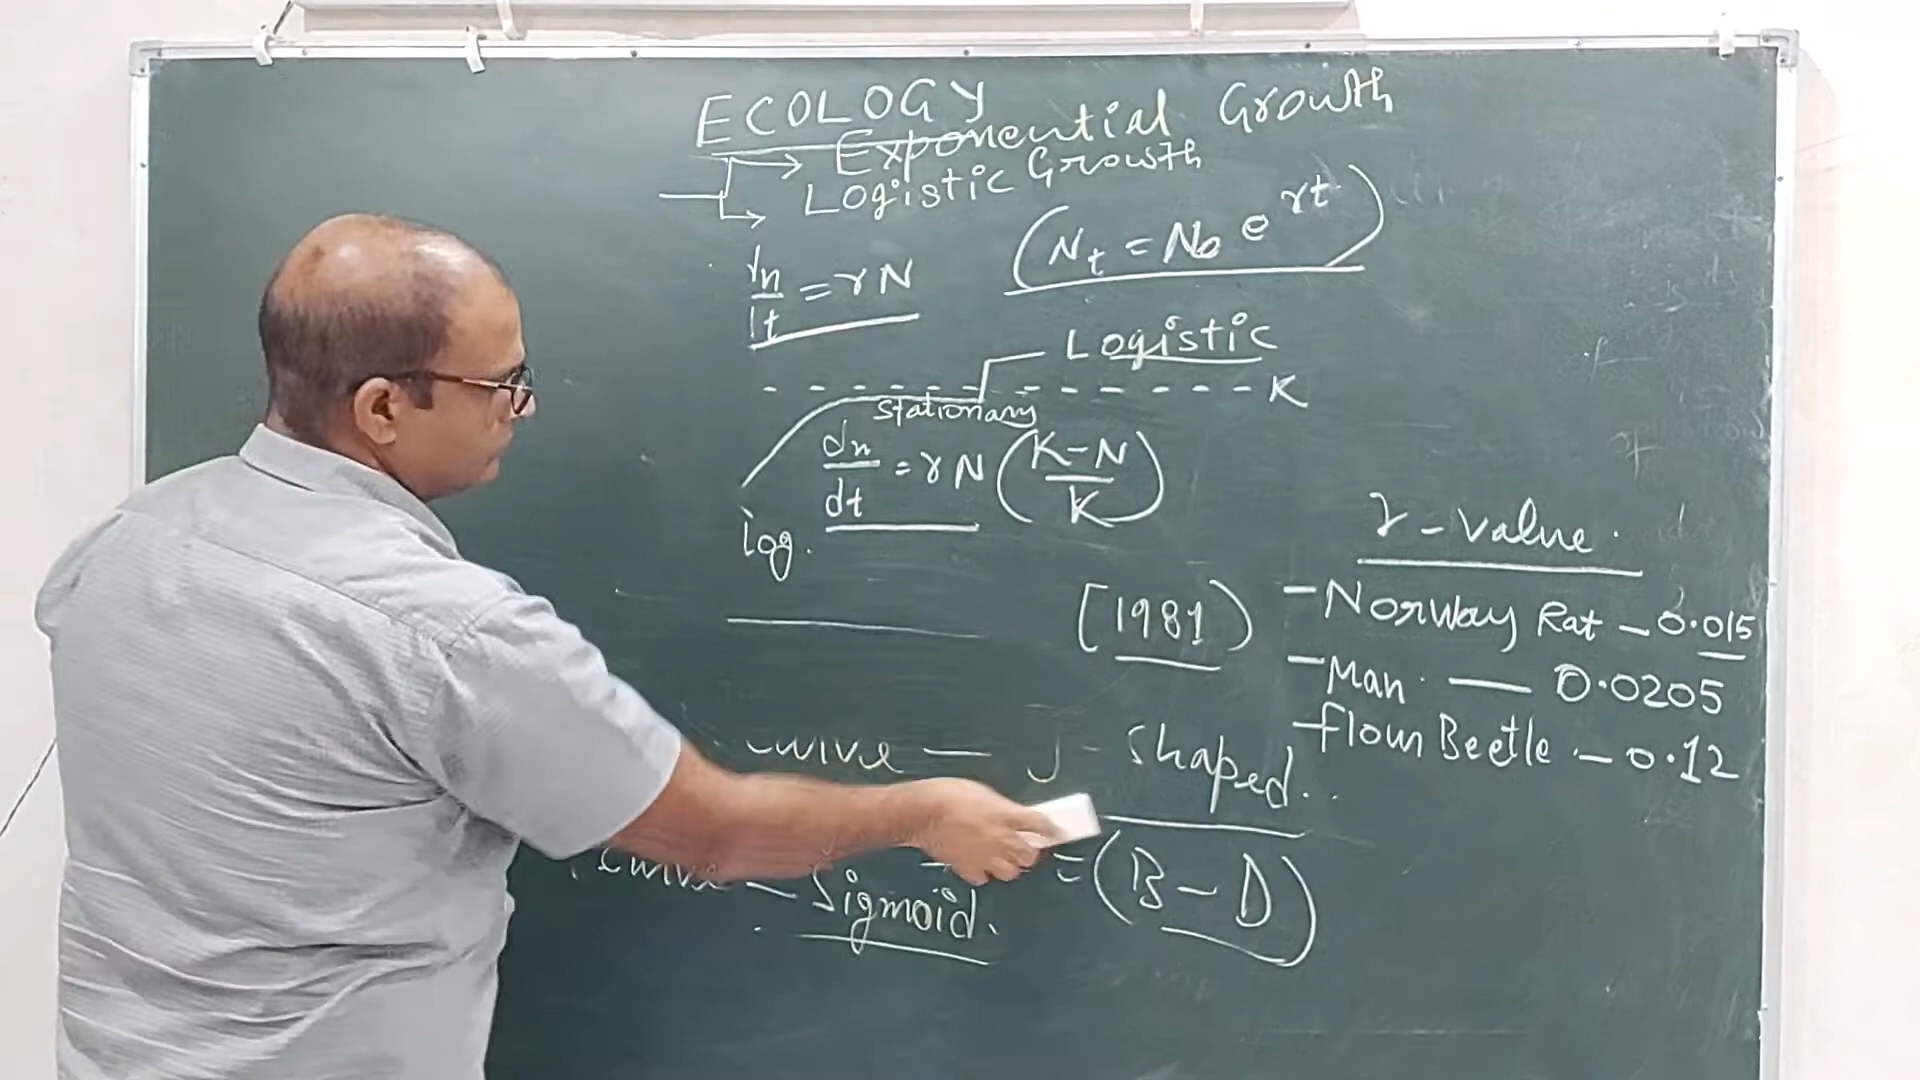 ECOLOGY
Exponential Growth
Logistic Growth
dn/dt = rN
(Nt = N0 e^rt)
Logistic
K
stationary
dn/dt = rN (K-N/K)
log.
r - value.
[1981)
- Norway Rat - 0.015
- Man - 0.0205
- flour Beetle - 0.12
curve - J - shaped.
= (B - D)
curve - Sigmoid.